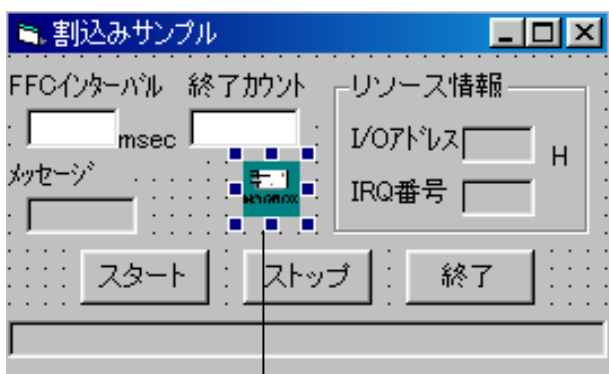 割込みサンプル
FFCインターバル 終了カウント リソース情報
msec
I/Oアドレス H
メッセージ
IRQ番号
スタート ストップ 終了